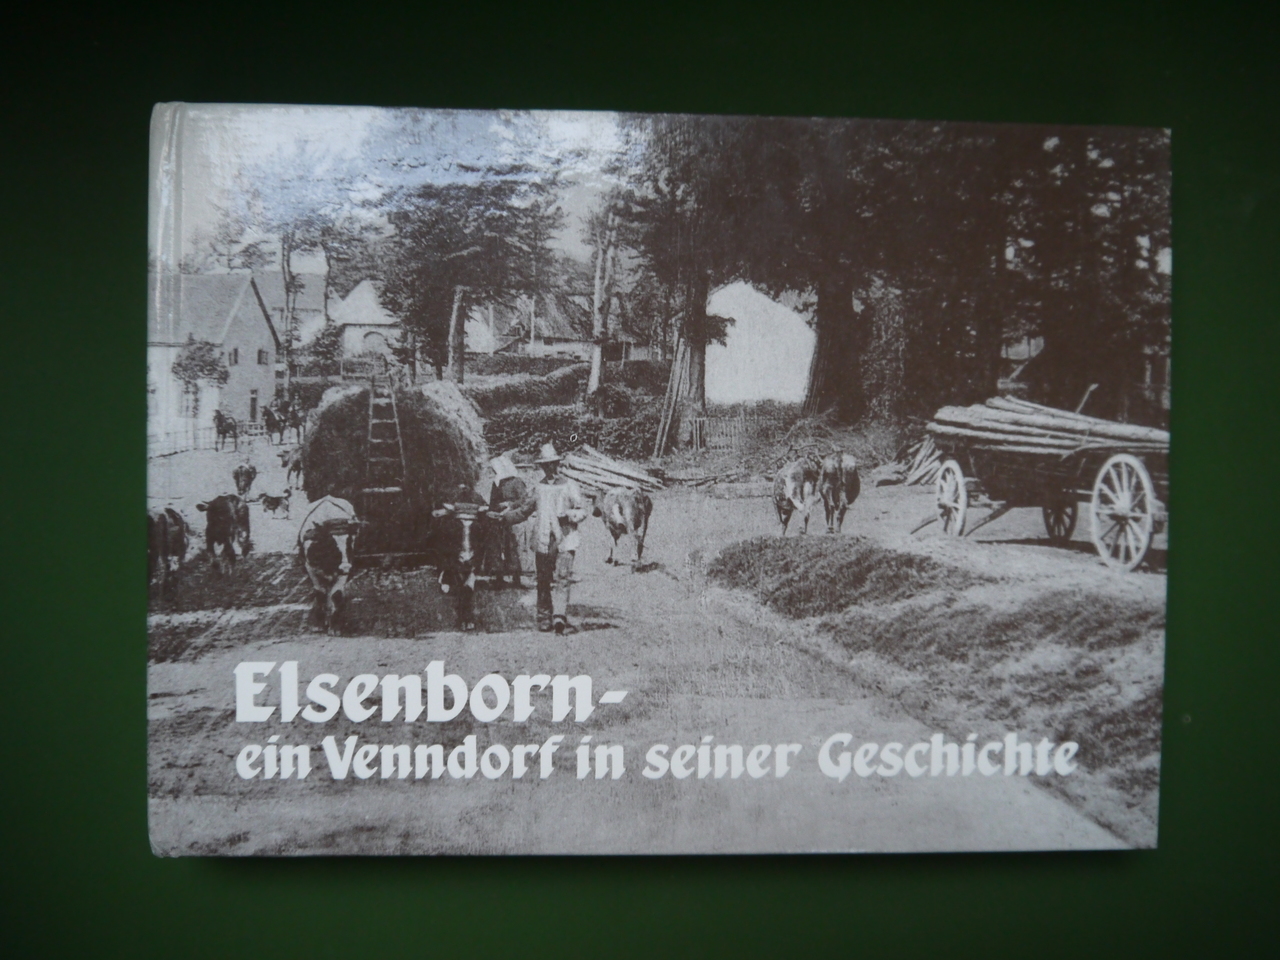 Elsenborn-
ein Venndorf in seiner Geschichte